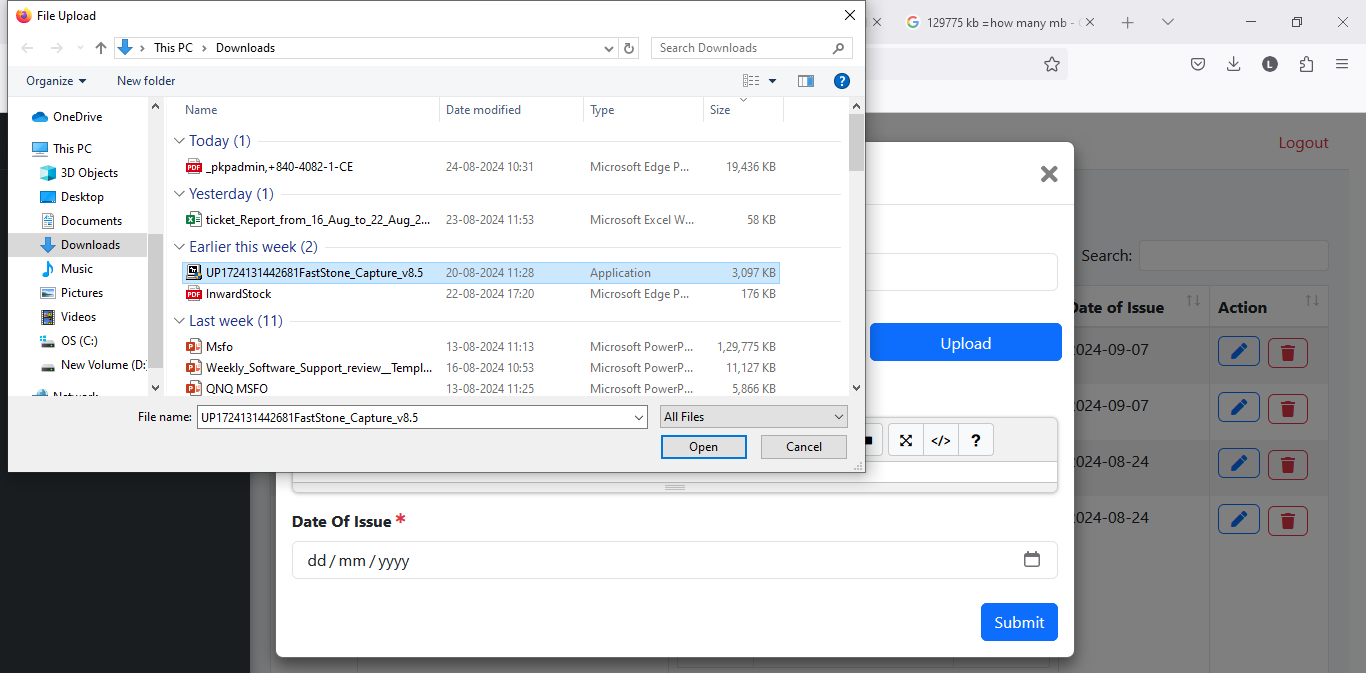 File Upload
129775 kb =how many mb -
This PC
Downloads
Search Downloads
Organize
New folder
L
OneDrive
This PC
3D Objects
Desktop
Documents
Downloads
Music
Pictures
Videos
OS (C:)
New Volume (D:
Network
Name Date modified Type Size
Today (1)
_pkpadmin,+840-4082-1-CE 24-08-2024 10:31 Microsoft Edge P... 19,436 KB
Yesterday (1)
ticket_Report_from_16_Aug_to_22_Aug_2... 23-08-2024 11:53 Microsoft Excel W... 58 KB
Earlier this week (2)
UP1724131442681FastStone_Capture_v8.5 20-08-2024 11:28 Application 3,097 KB
InwardStock 22-08-2024 17:20 Microsoft Edge P... 176 KB
Last week (11)
Msfo 13-08-2024 11:13 Microsoft PowerP... 1,29,775 KB
Weekly_Software_Support_review__Templ... 16-08-2024 10:53 Microsoft PowerP... 11,127 KB
QNQ MSFO 13-08-2024 11:25 Microsoft PowerP... 5,866 KB
File name: UP1724131442681FastStone_Capture_v8.5 All Files
Open Cancel
Logout
Search:
Date of Issue Action
Upload
2024-09-07
2024-09-07
2024-08-24
2024-08-24
</> ?
Date Of Issue *
dd / mm / yyyy
Submit